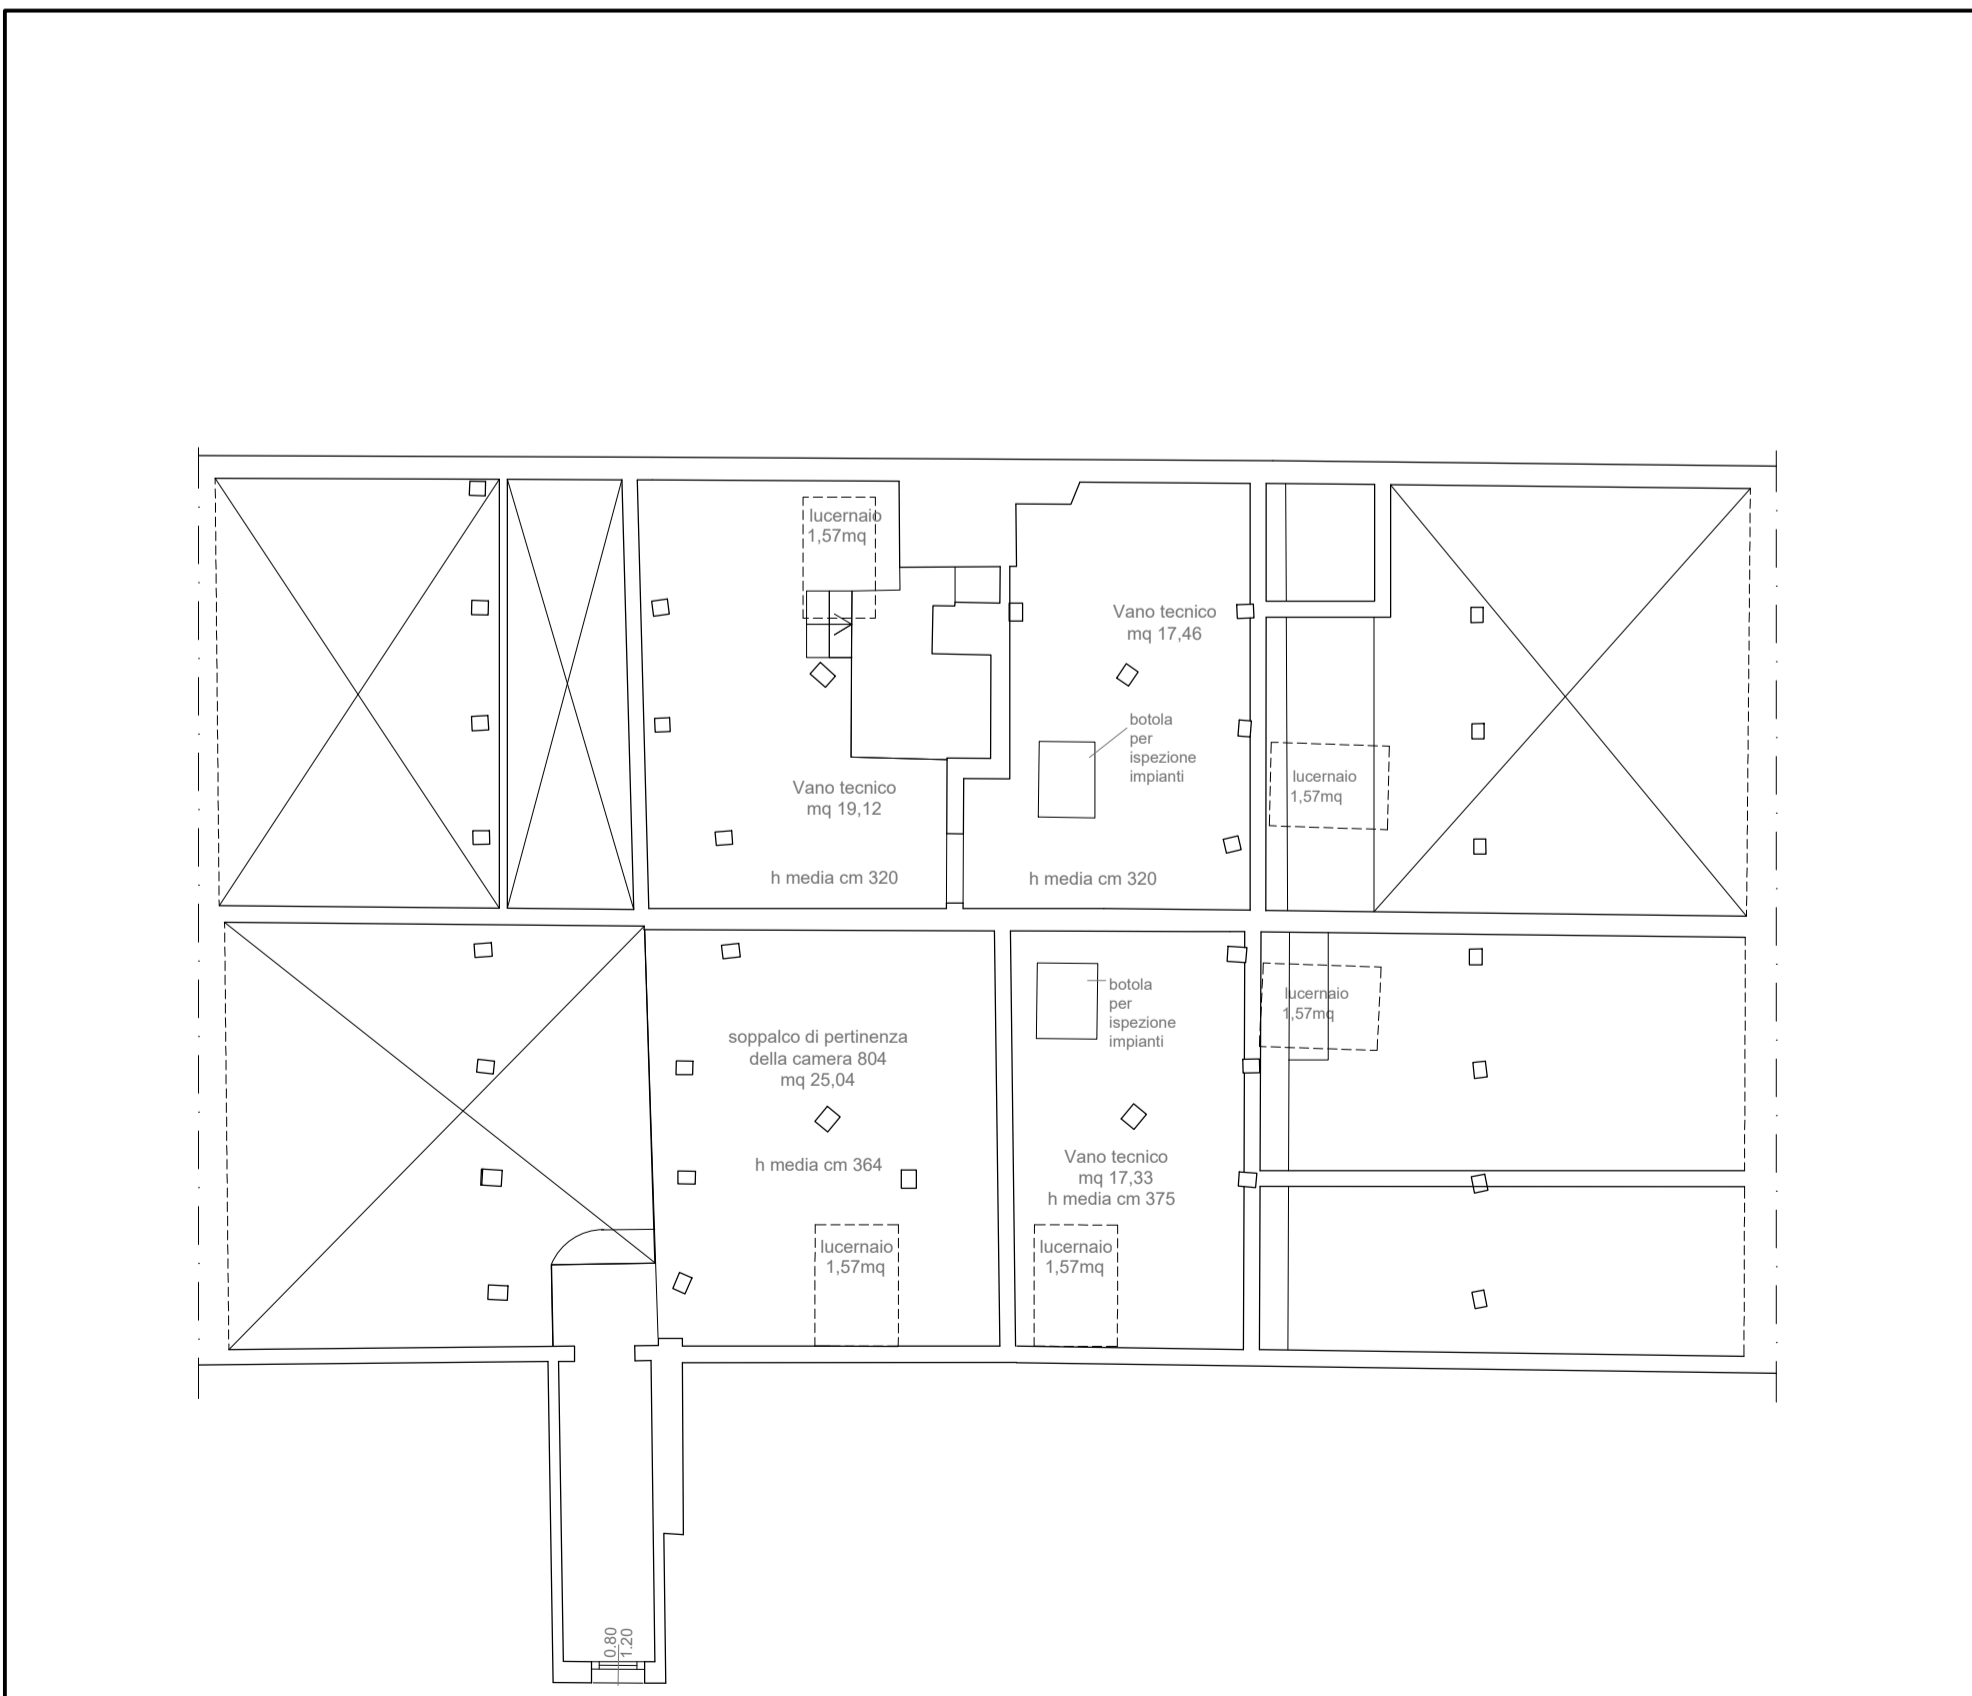 lucernaio
1,57mq
Vano tecnico
mq 17,46
botola
per
ispezione
impianti
lucernaio
1,57mq
Vano tecnico
mq 19,12
h media cm 320
h media cm 320
botola
per
ispezione
impianti
lucernaio
1,57mq
soppalco di pertinenza
della camera 804
mq 25,04
h media cm 364
Vano tecnico
mq 17,33
h media cm 375
lucernaio
1,57mq
lucernaio
1,57mq
0.80
1.20